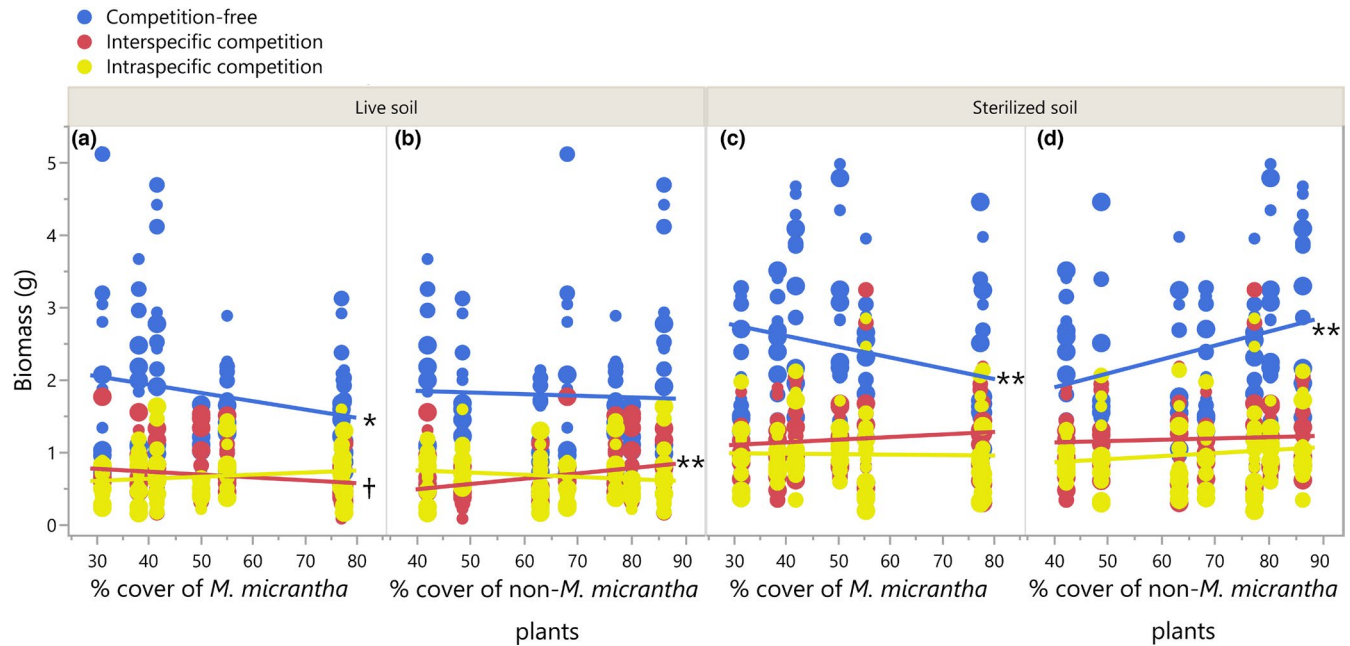 Competition-free
Interspecific competition
Intraspecific competition
Live soil
Sterilized soil
(a)
(b)
(c)
(d)
Biomass (g)
5
4
3
2
1
0
*
†
**
**
**
30 40 50 60 70 80
40 50 60 70 80 90
30 40 50 60 70 80
40 50 60 70 80 90
% cover of M. micrantha
% cover of non-M. micrantha
plants
% cover of M. micrantha
% cover of non-M. micrantha
plants